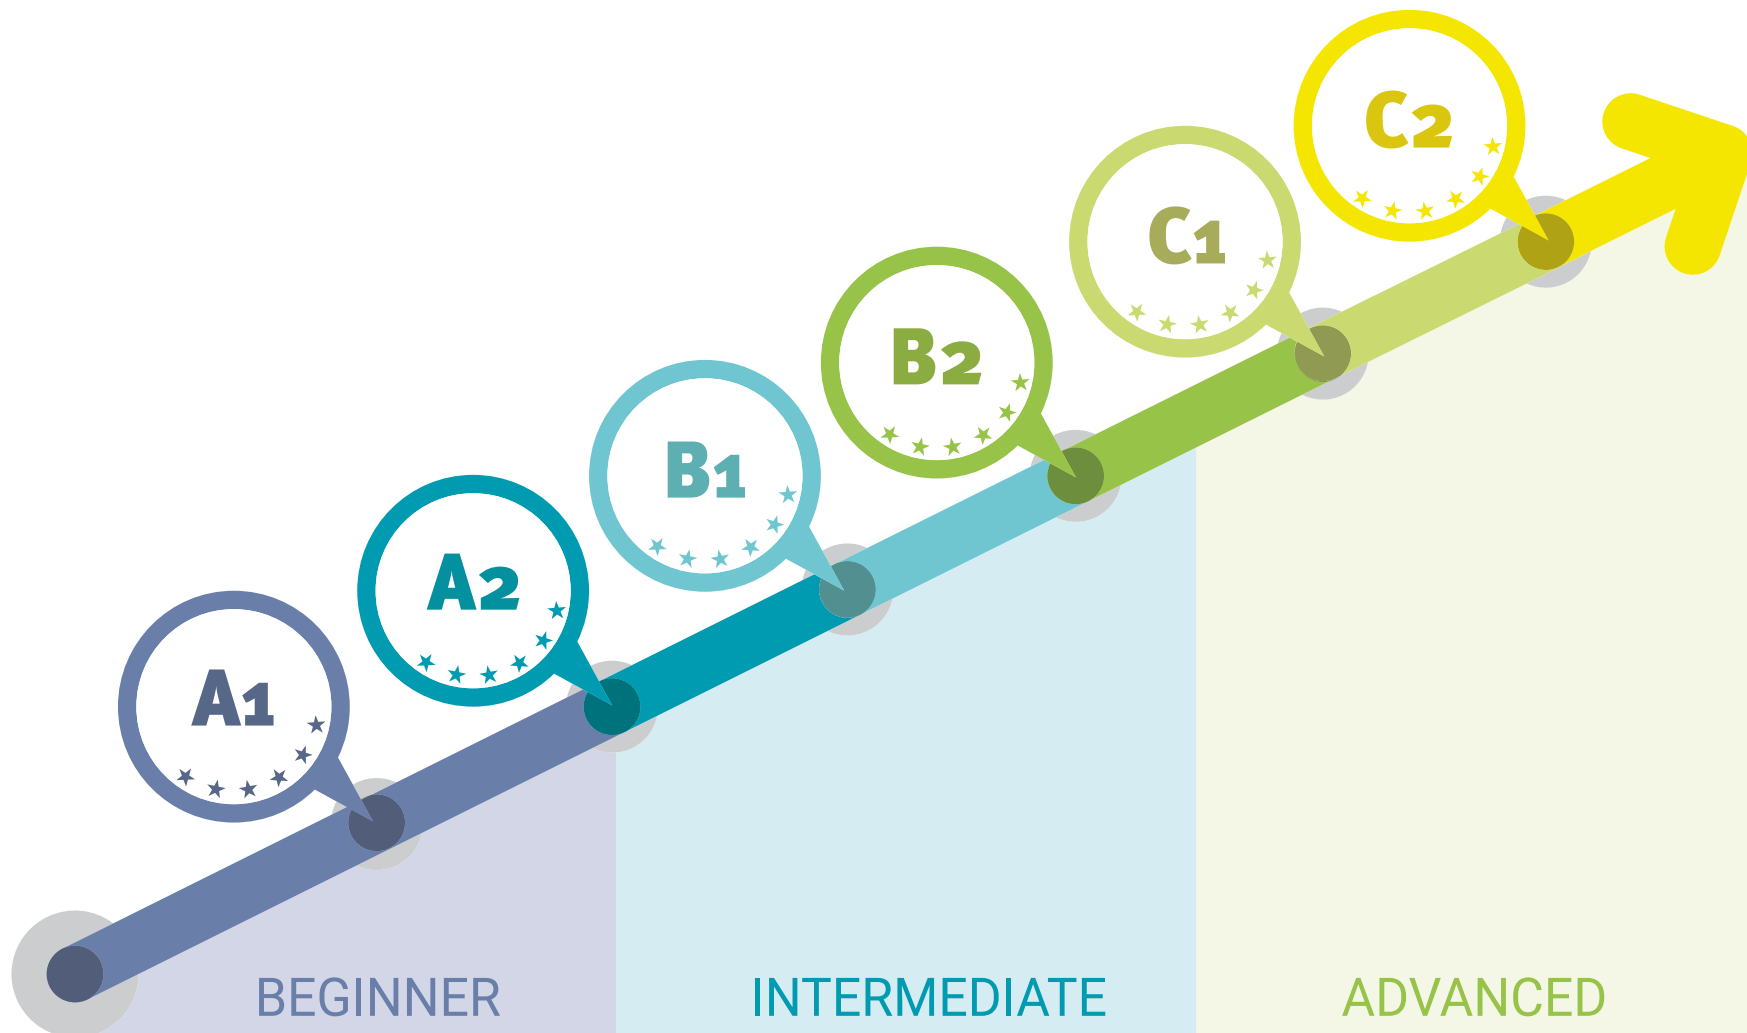 C2
C1
B2
B1
A2
A1
BEGINNER
INTERMEDIATE
ADVANCED